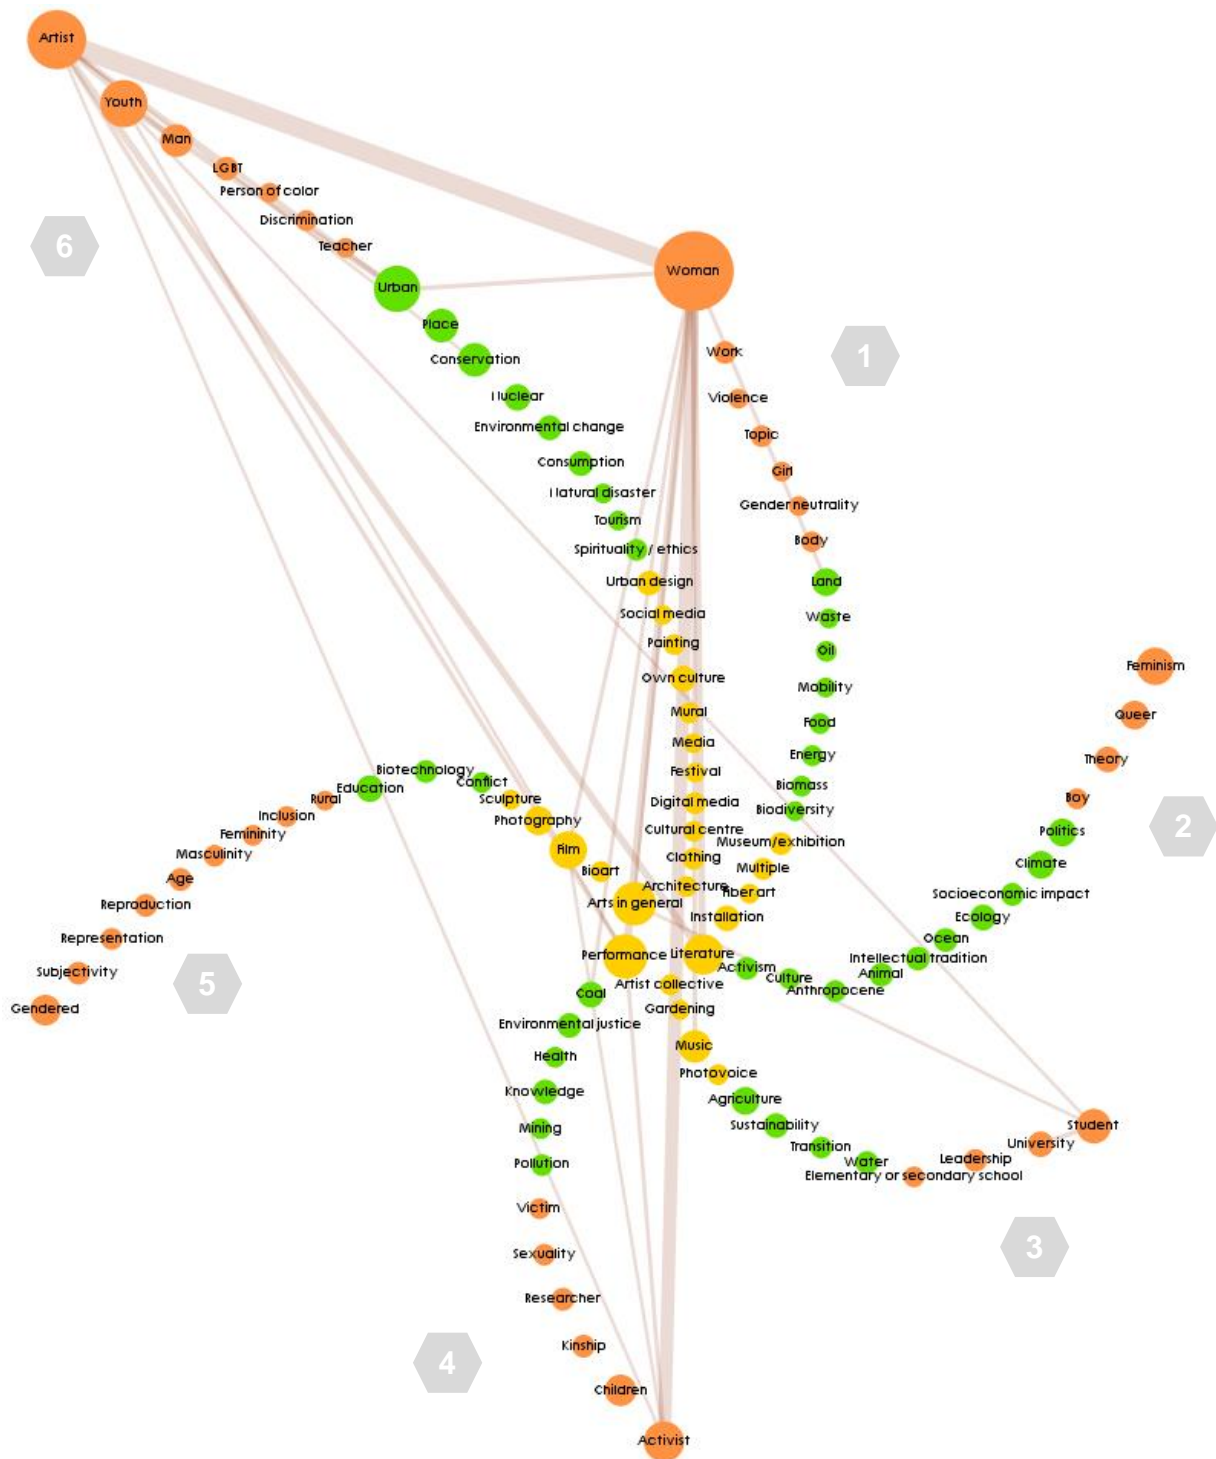 Artist
Youth
Man
LGBT
Person of color
Discrimination
Teacher
6
Urban
Woman
Place
Conservation
Work
1
Nuclear
Violence
Environmental change
Topic
Consumption
Girl
Natural disaster
Gender neutrality
Tourism
Body
Spirituality / ethics
Urban design
Land
Social media
Waste
Painting
Oil
Own culture
Mobility
Feminism
Mural
Food
Queer
Media
Energy
Theory
Festival
Biomass
Boy
Digital media
Biodiversity
2
Cultural centre
Museum/exhibition
Politics
Clothing
Multiple
Climate
Architecture
Fiber art
Socioeconomic impact
Arts in general
Installation
Ecology
Biotechnology
Conflict
Education
Sculpture
Rural
Photography
Inclusion
Femininity
Film
Masculinity
Bioart
Age
Reproduction
Representation
Subjectivity
Gendered
5
Ocean
Performance
Literature
Intellectual tradition
Activism
Animal
Culture
Artist collective
Anthropocene
Coal
Gardening
Environmental justice
Music
Health
Photovoice
Knowledge
Agriculture
Mining
Sustainability
Student
Pollution
Transition
University
Water
Leadership
Elementary or secondary school
Victim
3
Sexuality
Researcher
Kinship
4
Children
Activist